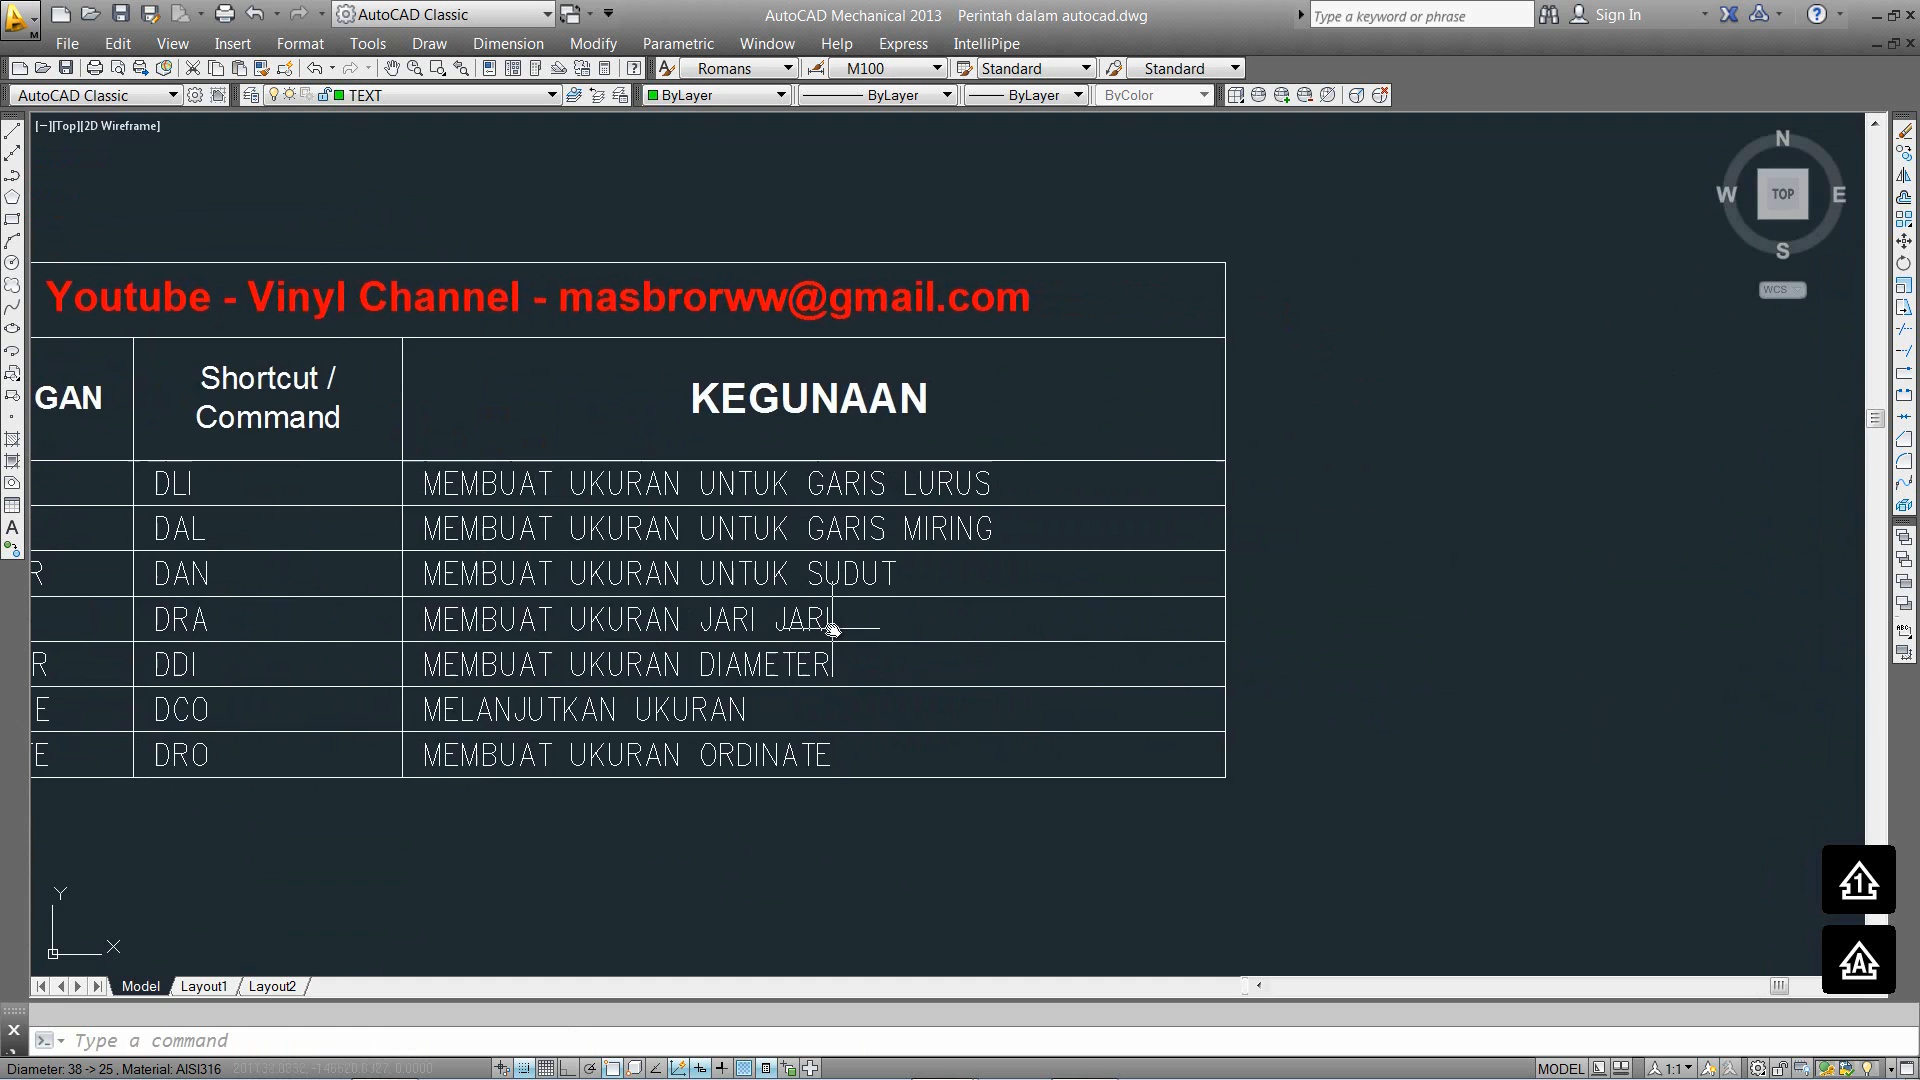 AutoCAD Classic
AutoCAD Mechanical 2013 Perintah dalam autocad.dwg
Type a keyword or phrase
Sign In
File Edit View Insert Format Tools Draw Dimension Modify Parametric Window Help Express IntelliPipe
Romans M100 Standard Standard
AutoCAD Classic TEXT ByLayer ByLayer ByLayer ByColor
[−][Top][2D Wireframe]
N
W TOP E
S
WCS
Youtube - Vinyl Channel - masbrorww@gmail.com
GAN Shortcut / Command KEGUNAAN
DLI MEMBUAT UKURAN UNTUK GARIS LURUS
DAL MEMBUAT UKURAN UNTUK GARIS MIRING
R DAN MEMBUAT UKURAN UNTUK SUDUT
DRA MEMBUAT UKURAN JARI JARI
R DDI MEMBUAT UKURAN DIAMETER
E DCO MELANJUTKAN UKURAN
E DRO MEMBUAT UKURAN ORDINATE
Y
X
1
A
Model Layout1 Layout2
Type a command
Diameter: 38 -> 25 , Material: AISI316
MODEL 1:1